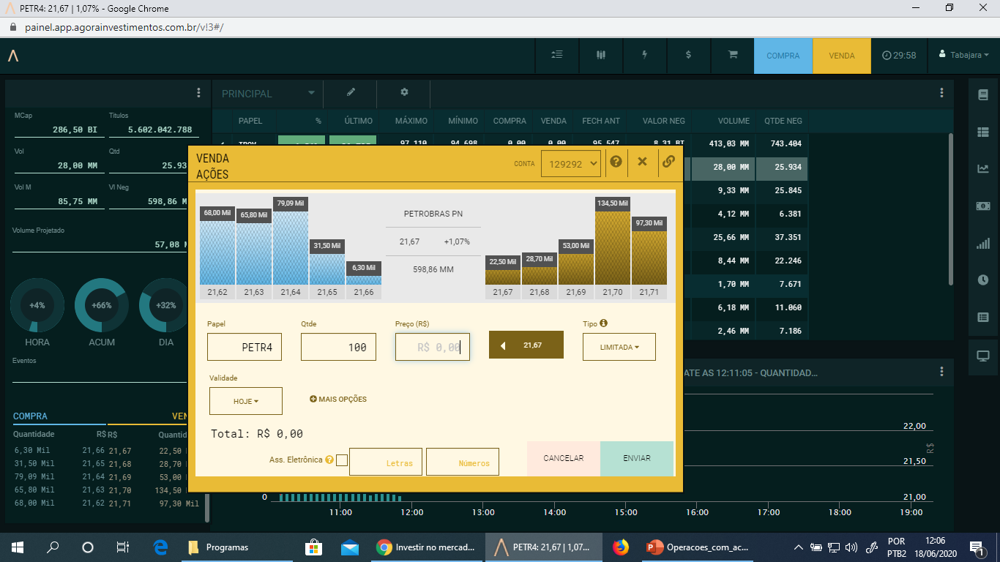 PETR4: 21,67 | 1,07% - Google Chrome
painel.app.agorainvestimentos.com.br/v!3#/
COMPRA VENDA 29:58 Tabajara
PRINCIPAL
MCap Titulos
286,50 BI 5.602.042.788
Vol Qtd
28,00 MM 25.93
Vol M Vl Neg
85,75 MM 598,86 M
Volume Projetado
57,08
+4% +66% +32%
HORA ACUM DIA
Eventos
COMPRA VEN
Quantidade R$ R$ Quanti
6,30 Mil 21,66 21,67 22,50
31,50 Mil 21,65 21,68 28,70
79,09 Mil 21,64 21,69 53,00
65,80 Mil 21,63 21,70 134,50
68,00 Mil 21,62 21,71 97,30 Mil
PAPEL % ÚLTIMO MÁXIMO MÍNIMO COMPRA VENDA FECH ANT VALOR NEG VOLUME QTDE NEG
97.110 94.698 0,00 0,00 95.547 8,31 BI 413,03 MM 743.404
28,00 MM 25.934
9,33 MM 25.845
4,12 MM 6.381
25,66 MM 37.351
8,44 MM 22.246
1,70 MM 7.671
6,18 MM 11.060
2,46 MM 7.186
VENDA
AÇÕES
CONTA 129292
68,00 Mil 65,80 Mil 79,09 Mil 31,50 Mil 6,30 Mil
21,62 21,63 21,64 21,65 21,66
PETROBRAS PN
21,67 +1,07%
598,86 MM
22,50 Mil 28,70 Mil 53,00 Mil 134,50 Mil 97,30 Mil
21,67 21,68 21,69 21,70 21,71
Papel Qtde Preço (R$) Tipo
PETR4 100 R$ 0,00 21,67 LIMITADA
Validade
HOJE MAIS OPÇÕES
Total: R$ 0,00
Ass. Eletrônica Letras Números
CANCELAR ENVIAR
ATE AS 12:11:05 - QUANTIDAD...
22,00
R$
21,50
0 21,00
11:00 12:00 13:00 14:00 15:00 16:00 17:00 18:00 19:00
Programas
Investir no mercad...
PETR4: 21,67 | 1,07...
Operacoes_com_ac...
POR
PTB2
12:06
18/06/2020
1